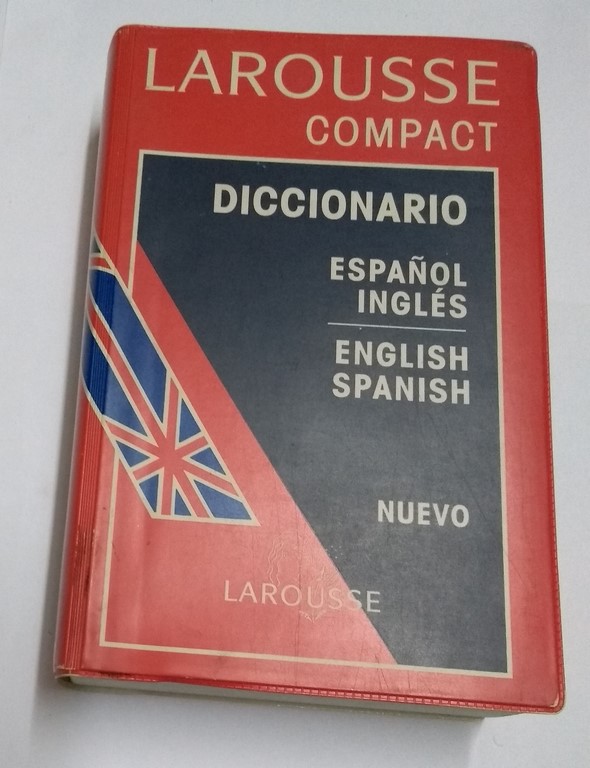 LAROUSSE
COMPACT
DICCIONARIO
ESPAÑOL
INGLÉS
ENGLISH
SPANISH
NUEVO
LAROUSSE